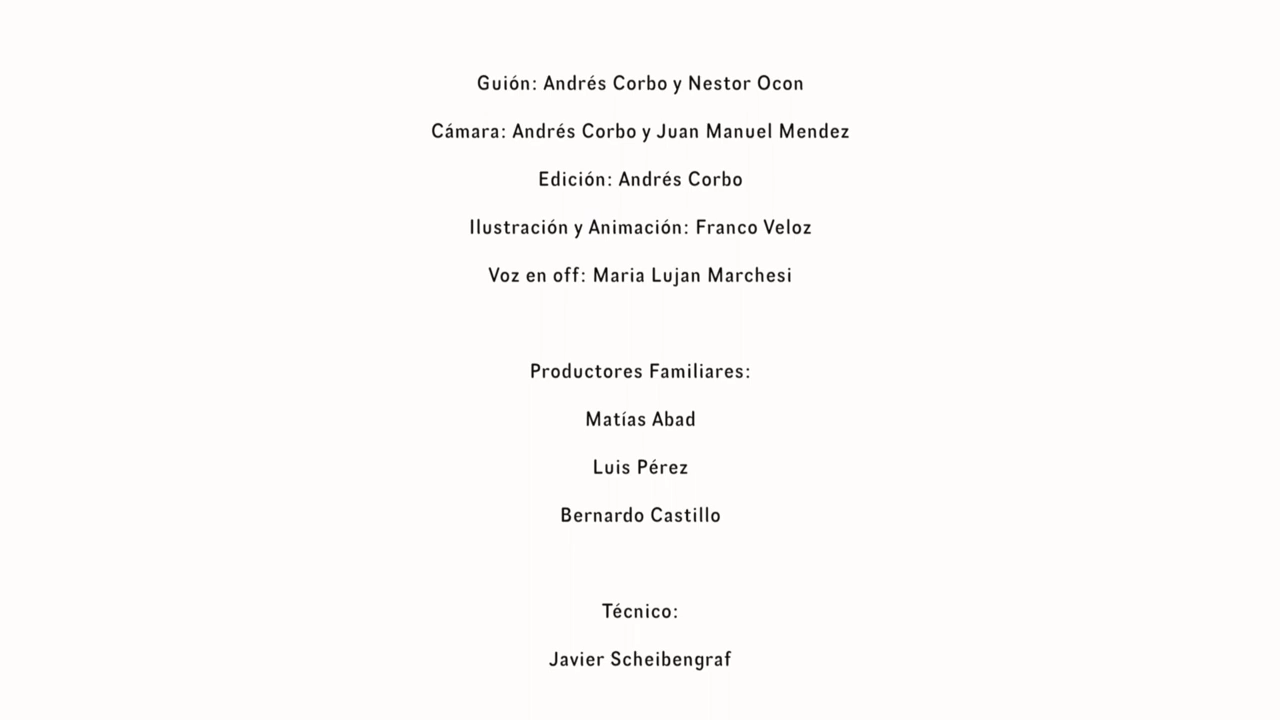 Guión: Andrés Corbo y Nestor Ocon
Cámara: Andrés Corbo y Juan Manuel Mendez
Edición: Andrés Corbo
Ilustración y Animación: Franco Veloz
Voz en off: Maria Lujan Marchesi
Productores Familiares:
Matías Abad
Luis Pérez
Bernardo Castillo
Técnico:
Javier Scheibengraf